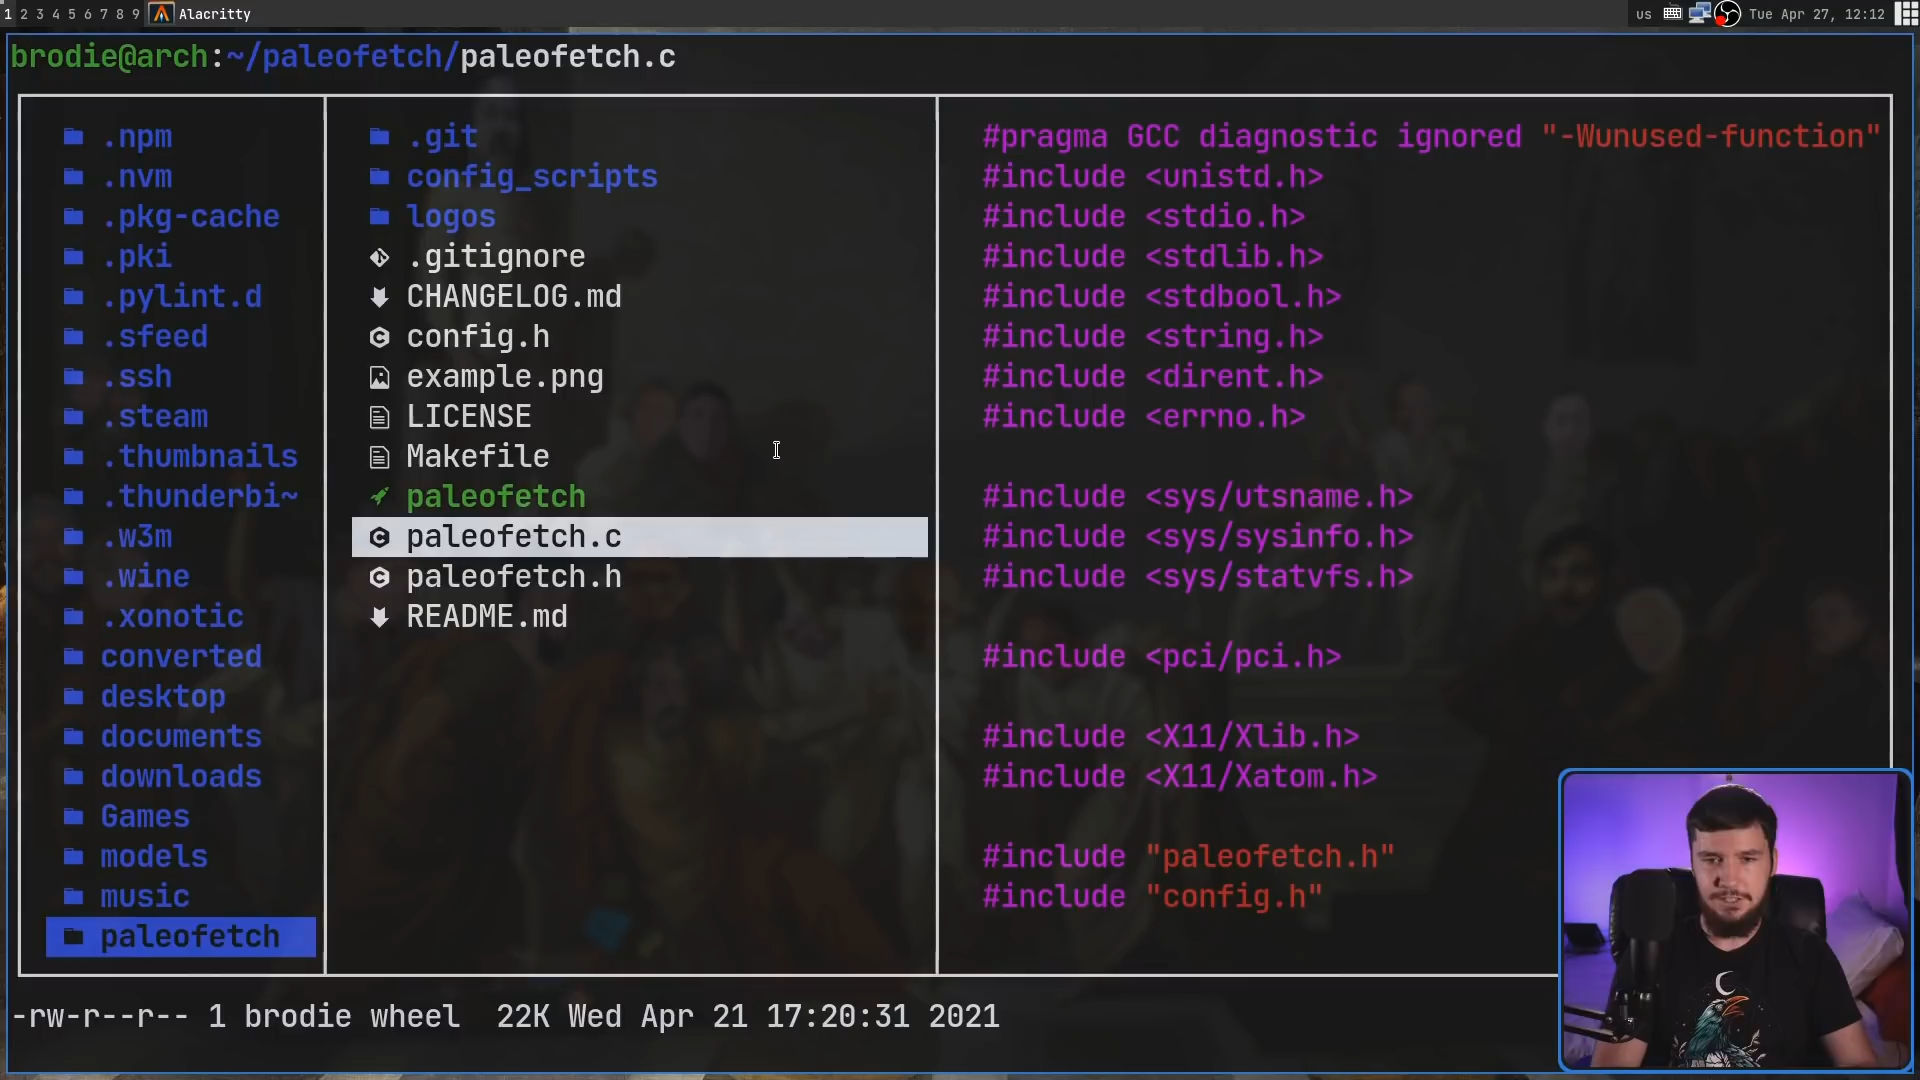 1 2 3 4 5 6 7 8 9 Alacritty us Tue Apr 27, 12:12
brodie@arch:~/paleofetch/paleofetch.c
.npm
.nvm
.pkg-cache
.pki
.pylint.d
.sfeed
.ssh
.steam
.thumbnails
.thunderbi~
.w3m
.wine
.xonotic
converted
desktop
documents
downloads
Games
models
music
paleofetch
.git
config_scripts
logos
.gitignore
CHANGELOG.md
config.h
example.png
LICENSE
Makefile
paleofetch
paleofetch.c
paleofetch.h
README.md
#pragma GCC diagnostic ignored "-Wunused-function"
#include <unistd.h>
#include <stdio.h>
#include <stdlib.h>
#include <stdbool.h>
#include <string.h>
#include <dirent.h>
#include <errno.h>
#include <sys/utsname.h>
#include <sys/sysinfo.h>
#include <sys/statvfs.h>
#include <pci/pci.h>
#include <X11/Xlib.h>
#include <X11/Xatom.h>
#include "paleofetch.h"
#include "config.h"
-rw-r--r-- 1 brodie wheel 22K Wed Apr 21 17:20:31 2021